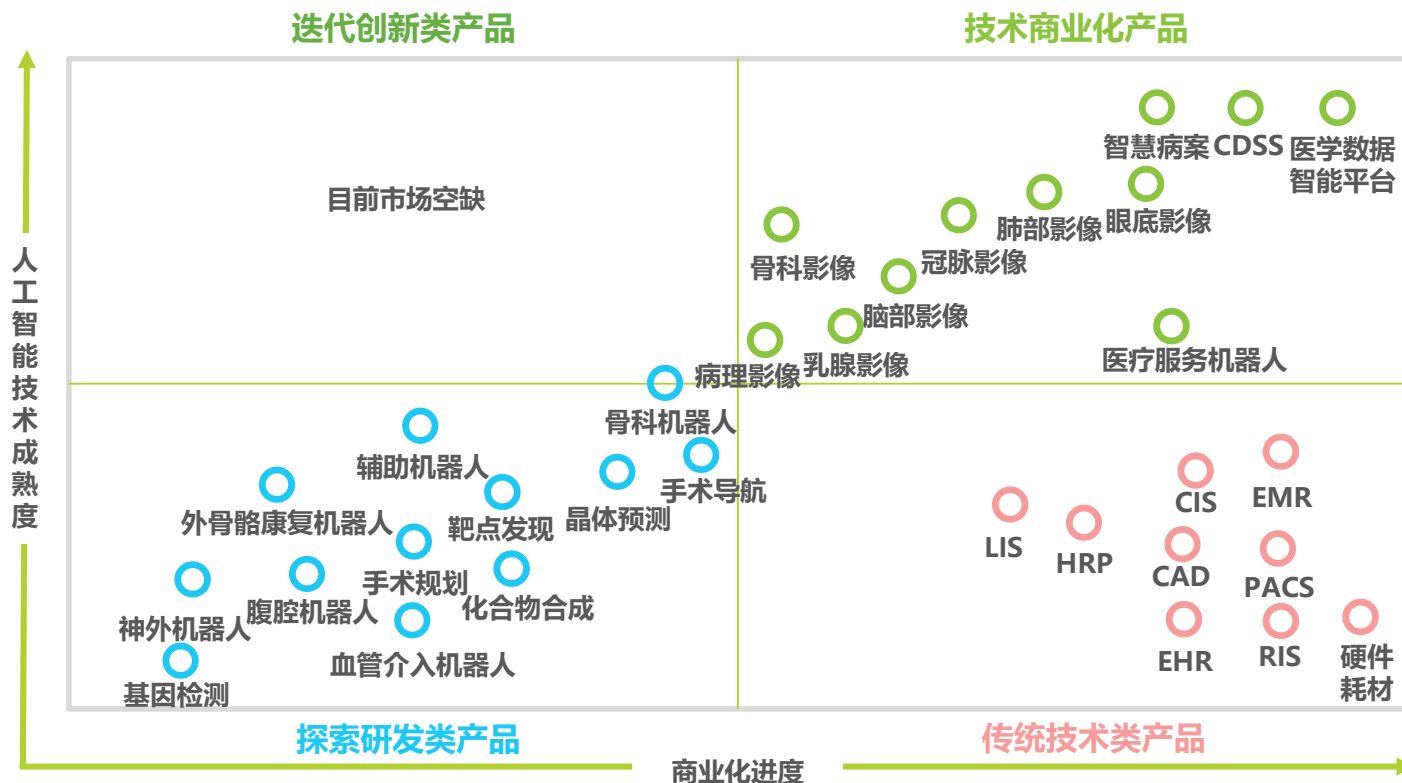 迭代创新类产品
技术商业化产品
人工智能技术成熟度
目前市场空缺
智慧病案
CDSS
医学数据
智能平台
肺部影像
眼底影像
骨科影像
冠脉影像
脑部影像
病理影像
乳腺影像
医疗服务机器人
骨科机器人
辅助机器人
手术导航
外骨骼康复机器人
靶点发现
晶体预测
手术规划
神外机器人
腹腔机器人
化合物合成
血管介入机器人
基因检测
CIS
EMR
LIS
HRP
CAD
PACS
EHR
RIS
硬件
耗材
探索研发类产品
传统技术类产品
商业化进度